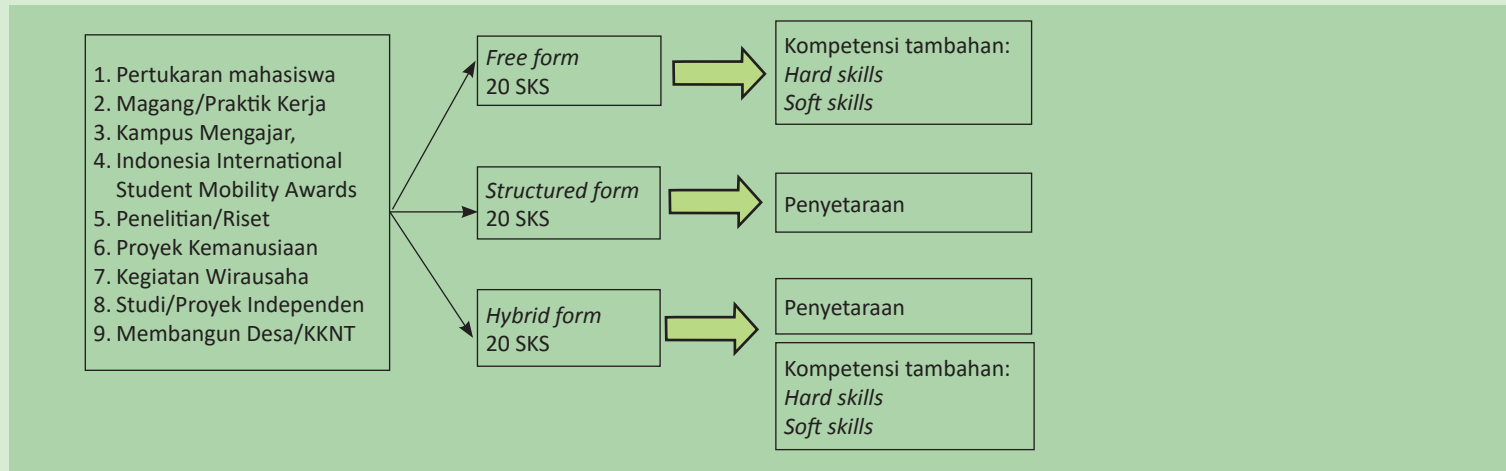 1. Pertukaran mahasiswa
2. Magang/Praktik Kerja
3. Kampus Mengajar,
4. Indonesia International
Student Mobility Awards
5. Penelitian/Riset
6. Proyek Kemanusiaan
7. Kegiatan Wirausaha
8. Studi/Proyek Independen
9. Membangun Desa/KKNT
Free form
20 SKS
Kompetensi tambahan:
Hard skills
Soft skills
Structured form
20 SKS
Penyetaraan
Hybrid form
20 SKS
Penyetaraan
Kompetensi tambahan:
Hard skills
Soft skills